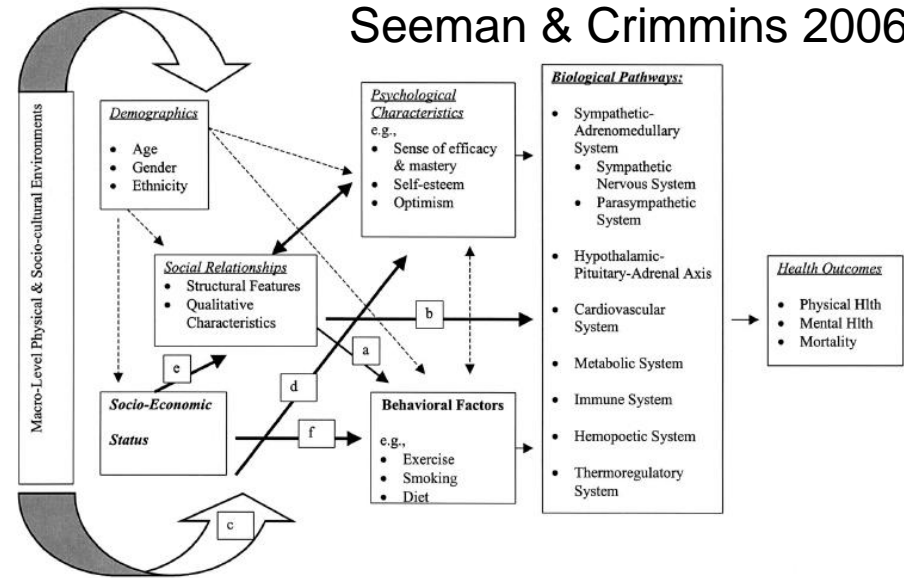 Seeman & Crimmins 2006
Macro-Level Physical & Socio-cultural Environments
Demographics
• Age
• Gender
• Ethnicity
Social Relationships
• Structural Features
• Qualitative
Characteristics
e
Socio-Economic
Status
c
Psychological
Characteristics
e.g.,
• Sense of efficacy
& mastery
• Self-esteem
• Optimism
b
a
d
f
Behavioral Factors
e.g.,
• Exercise
• Smoking
• Diet
Biological Pathways:
• Sympathetic-
Adrenomedullary
System
• Sympathetic
Nervous System
• Parasympathetic
System
• Hypothalamic-
Pituitary-Adrenal Axis
• Cardiovascular
System
• Metabolic System
• Immune System
• Hemopoetic System
• Thermoregulatory
System
Health Outcomes
• Physical Hlth
• Mental Hlth
• Mortality